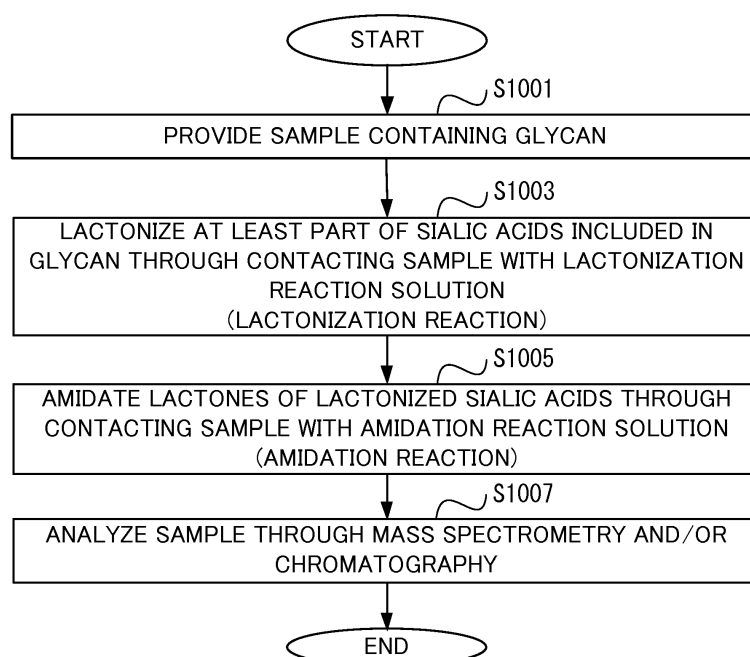 START
S1001
PROVIDE SAMPLE CONTAINING GLYCAN
S1003
LACTONIZE AT LEAST PART OF SIALIC ACIDS INCLUDED IN
GLYCAN THROUGH CONTACTING SAMPLE WITH LACTONIZATION
REACTION SOLUTION
(LACTONIZATION REACTION)
S1005
AMIDATE LACTONES OF LACTONIZED SIALIC ACIDS THROUGH
CONTACTING SAMPLE WITH AMIDATION REACTION SOLUTION
(AMIDATION REACTION)
S1007
ANALYZE SAMPLE THROUGH MASS SPECTROMETRY AND/OR
CHROMATOGRAPHY
END